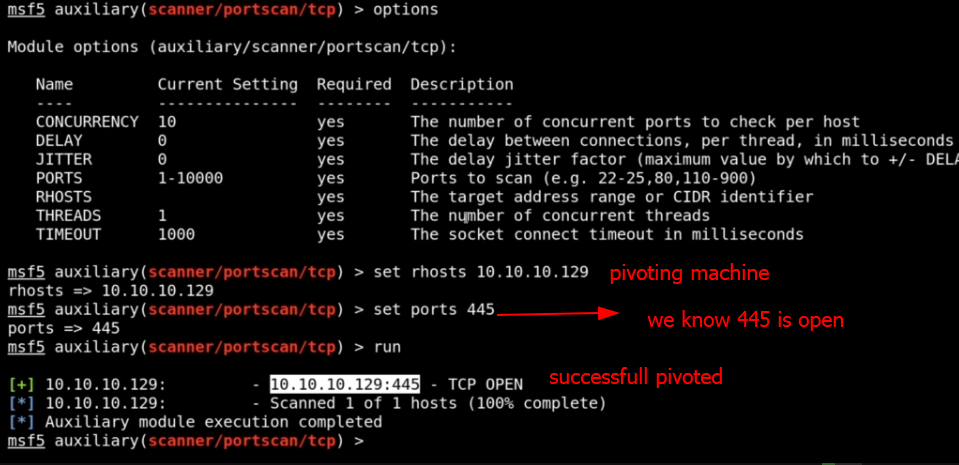 msf5 auxiliary(scanner/portscan/tcp) > options
Module options (auxiliary/scanner/portscan/tcp):
Name Current Setting Required Description
---- --------------- -------- -----------
CONCURRENCY 10 yes The number of concurrent ports to check per host
DELAY 0 yes The delay between connections, per thread, in milliseconds
JITTER 0 yes The delay jitter factor (maximum value by which to +/- DELA
PORTS 1-10000 yes Ports to scan (e.g. 22-25,80,110-900)
RHOSTS yes The target address range or CIDR identifier
THREADS 1 yes The number of concurrent threads
TIMEOUT 1000 yes The socket connect timeout in milliseconds
msf5 auxiliary(scanner/portscan/tcp) > set rhosts 10.10.10.129 pivoting machine
rhosts => 10.10.10.129
msf5 auxiliary(scanner/portscan/tcp) > set ports 445 we know 445 is open
ports => 445
msf5 auxiliary(scanner/portscan/tcp) > run
[+] 10.10.10.129: - 10.10.10.129:445 - TCP OPEN successfull pivoted
[*] 10.10.10.129: - Scanned 1 of 1 hosts (100% complete)
[*] Auxiliary module execution completed
msf5 auxiliary(scanner/portscan/tcp) >